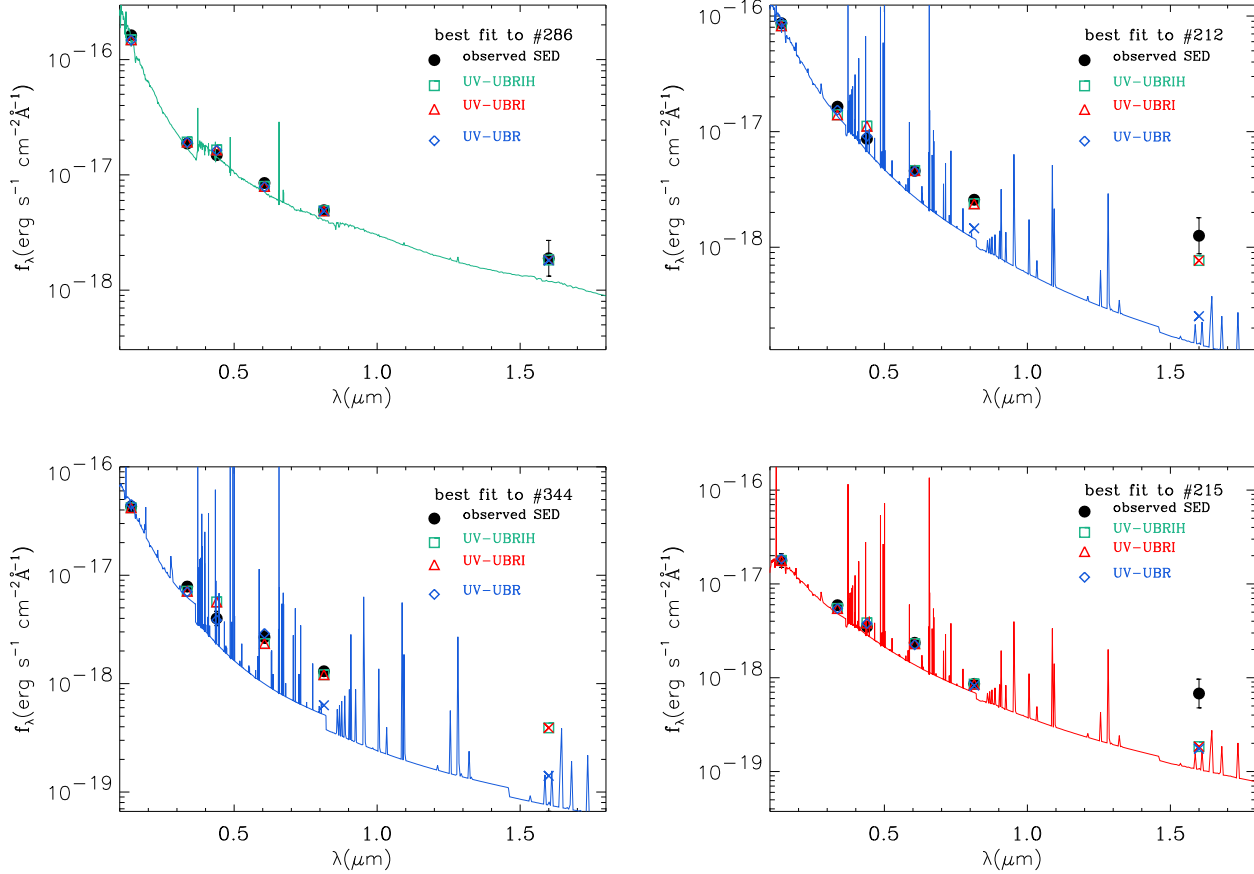 best fit to #286
observed SED
UV-UBRIH
UV-UBRI
UV-UBR
10⁻¹⁶
10⁻¹⁷
10⁻¹⁸
fλ(erg s⁻¹ cm⁻²Å⁻¹)
0.5 1.0 1.5
λ(μm)
best fit to #212
observed SED
UV-UBRIH
UV-UBRI
UV-UBR
10⁻¹⁶
10⁻¹⁷
10⁻¹⁸
fλ(erg s⁻¹ cm⁻²Å⁻¹)
0.5 1.0 1.5
λ(μm)
best fit to #344
observed SED
UV-UBRIH
UV-UBRI
UV-UBR
10⁻¹⁶
10⁻¹⁷
10⁻¹⁸
10⁻¹⁹
fλ(erg s⁻¹ cm⁻²Å⁻¹)
0.5 1.0 1.5
λ(μm)
best fit to #215
observed SED
UV-UBRIH
UV-UBRI
UV-UBR
10⁻¹⁶
10⁻¹⁷
10⁻¹⁸
10⁻¹⁹
fλ(erg s⁻¹ cm⁻²Å⁻¹)
0.5 1.0 1.5
λ(μm)